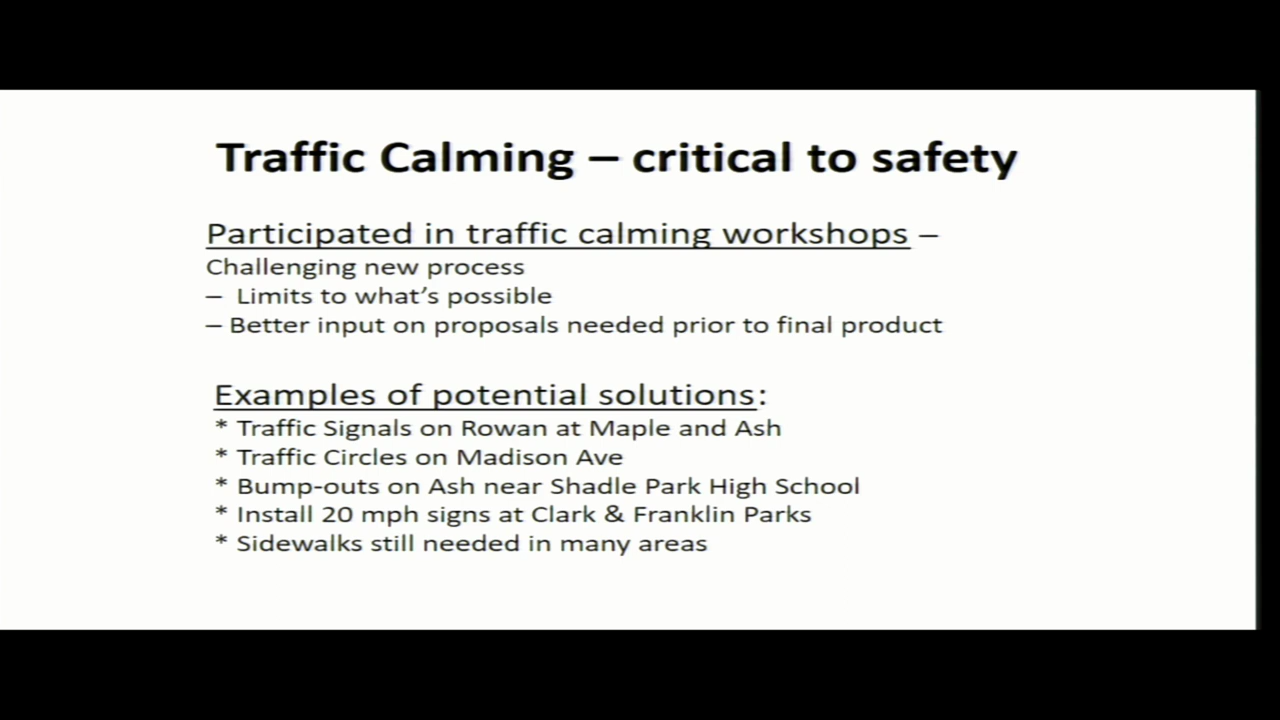 Traffic Calming – critical to safety
Participated in traffic calming workshops –
Challenging new process
– Limits to what's possible
– Better input on proposals needed prior to final product
Examples of potential solutions:
* Traffic Signals on Rowan at Maple and Ash
* Traffic Circles on Madison Ave
* Bump-outs on Ash near Shadle Park High School
* Install 20 mph signs at Clark & Franklin Parks
* Sidewalks still needed in many areas